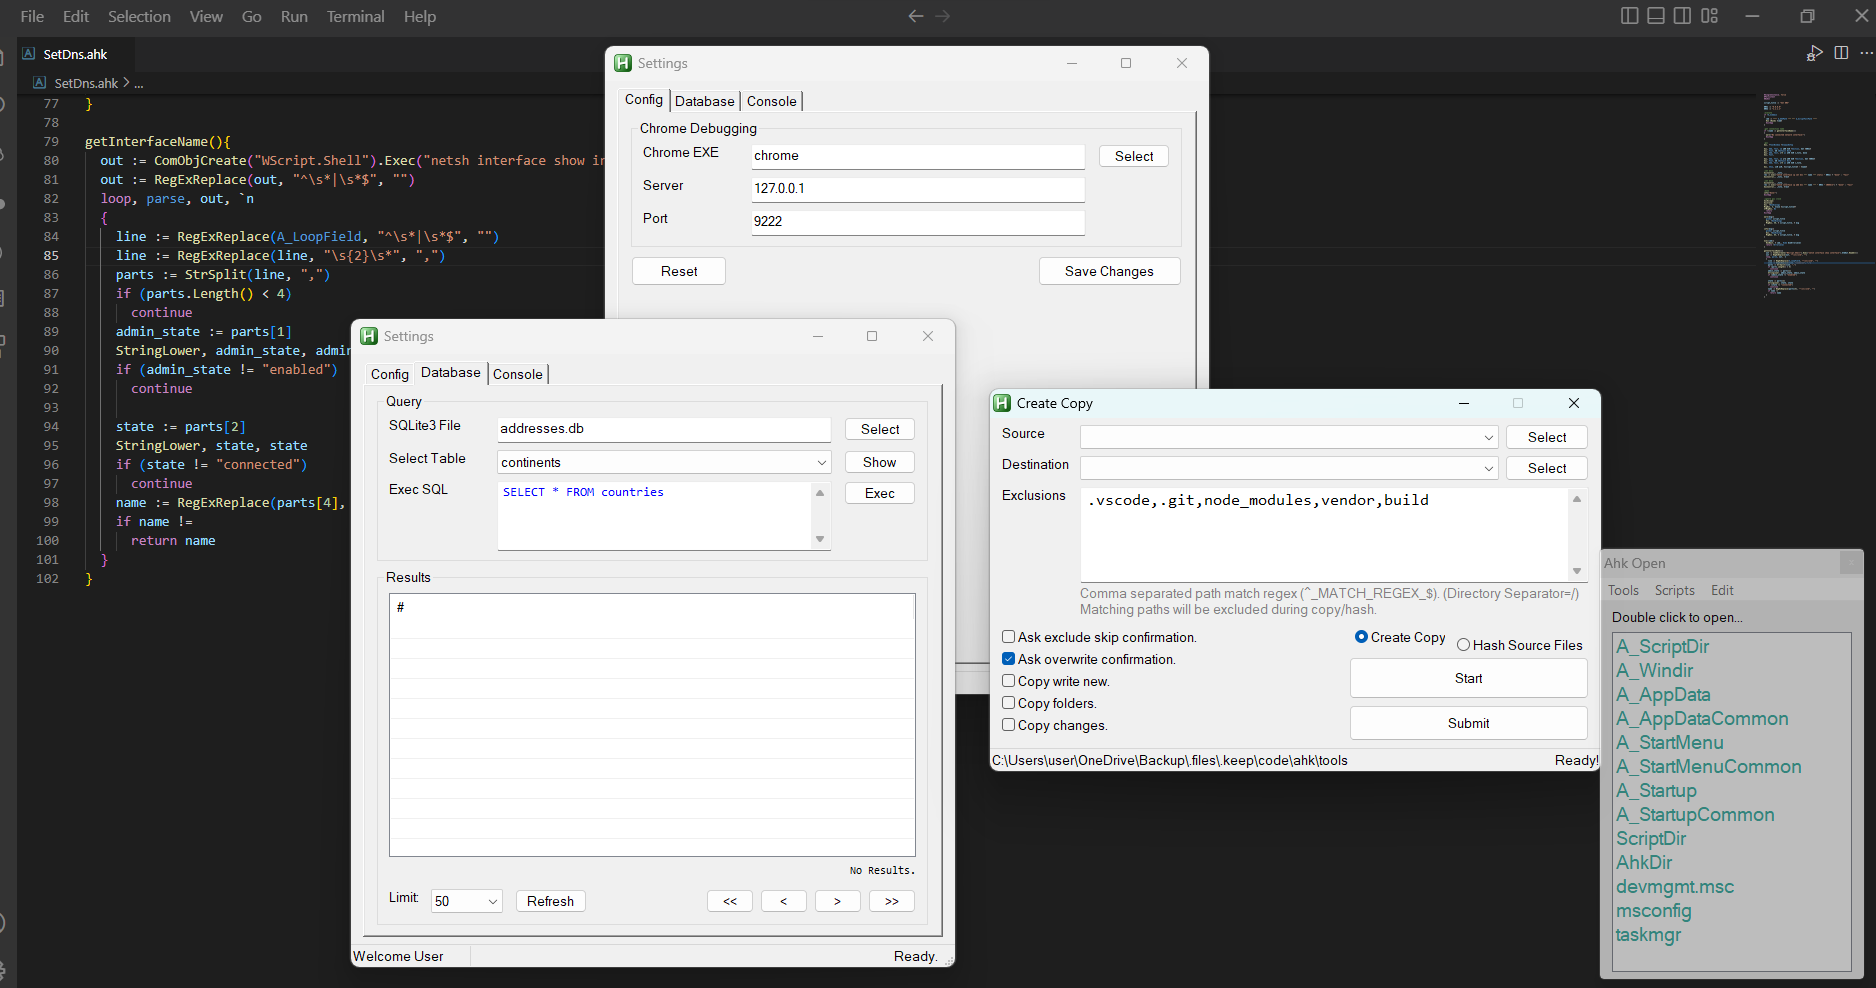 File Edit Selection View Go Run Terminal Help
SetDns.ahk
SetDns.ahk > ...
77 }
78
79 getInterfaceName(){
80 out := ComObjCreate("WScript.Shell").Exec("netsh interface show in
81 out := RegExReplace(out, "^\s*|\s*$", "")
82 loop, parse, out, `n
83 {
84 line := RegExReplace(A_LoopField, "^\s*|\s*$", "")
85 line := RegExReplace(line, "\s{2}\s*", ",")
86 parts := StrSplit(line, ",")
87 if (parts.Length() < 4)
88 continue
89 admin_state := parts[1]
90 StringLower, admin_state, admin
91 if (admin_state != "enabled")
92 continue
93
94 state := parts[2]
95 StringLower, state, state
96 if (state != "connected")
97 continue
98 name := RegExReplace(parts[4],
99 if name !=
100 return name
101 }
102 }
Settings
Config Database Console
Chrome Debugging
Chrome EXE chrome Select
Server 127.0.0.1
Port 9222
Reset Save Changes
Settings
Config Database Console
Query
SQLite3 File addresses.db Select
Select Table continents Show
Exec SQL SELECT * FROM countries Exec
Results
#
No Results.
Limit: 50 Refresh << < > >>
Welcome User Ready.
Create Copy
Source Select
Destination Select
Exclusions .vscode,.git,node_modules,vendor,build
Comma separated path match regex (^_MATCH_REGEX_$). (Directory Separator=/)
Matching paths will be excluded during copy/hash.
Ask exclude skip confirmation. Create Copy Hash Source Files
Ask overwrite confirmation.
Copy write new. Start
Copy folders.
Copy changes. Submit
C:\Users\user\OneDrive\Backup\.files\.keep\code\ahk\tools Ready!
Ahk Open
Tools Scripts Edit
Double click to open...
A_ScriptDir
A_Windir
A_AppData
A_AppDataCommon
A_StartMenu
A_StartMenuCommon
A_Startup
A_StartupCommon
ScriptDir
AhkDir
devmgmt.msc
msconfig
taskmgr